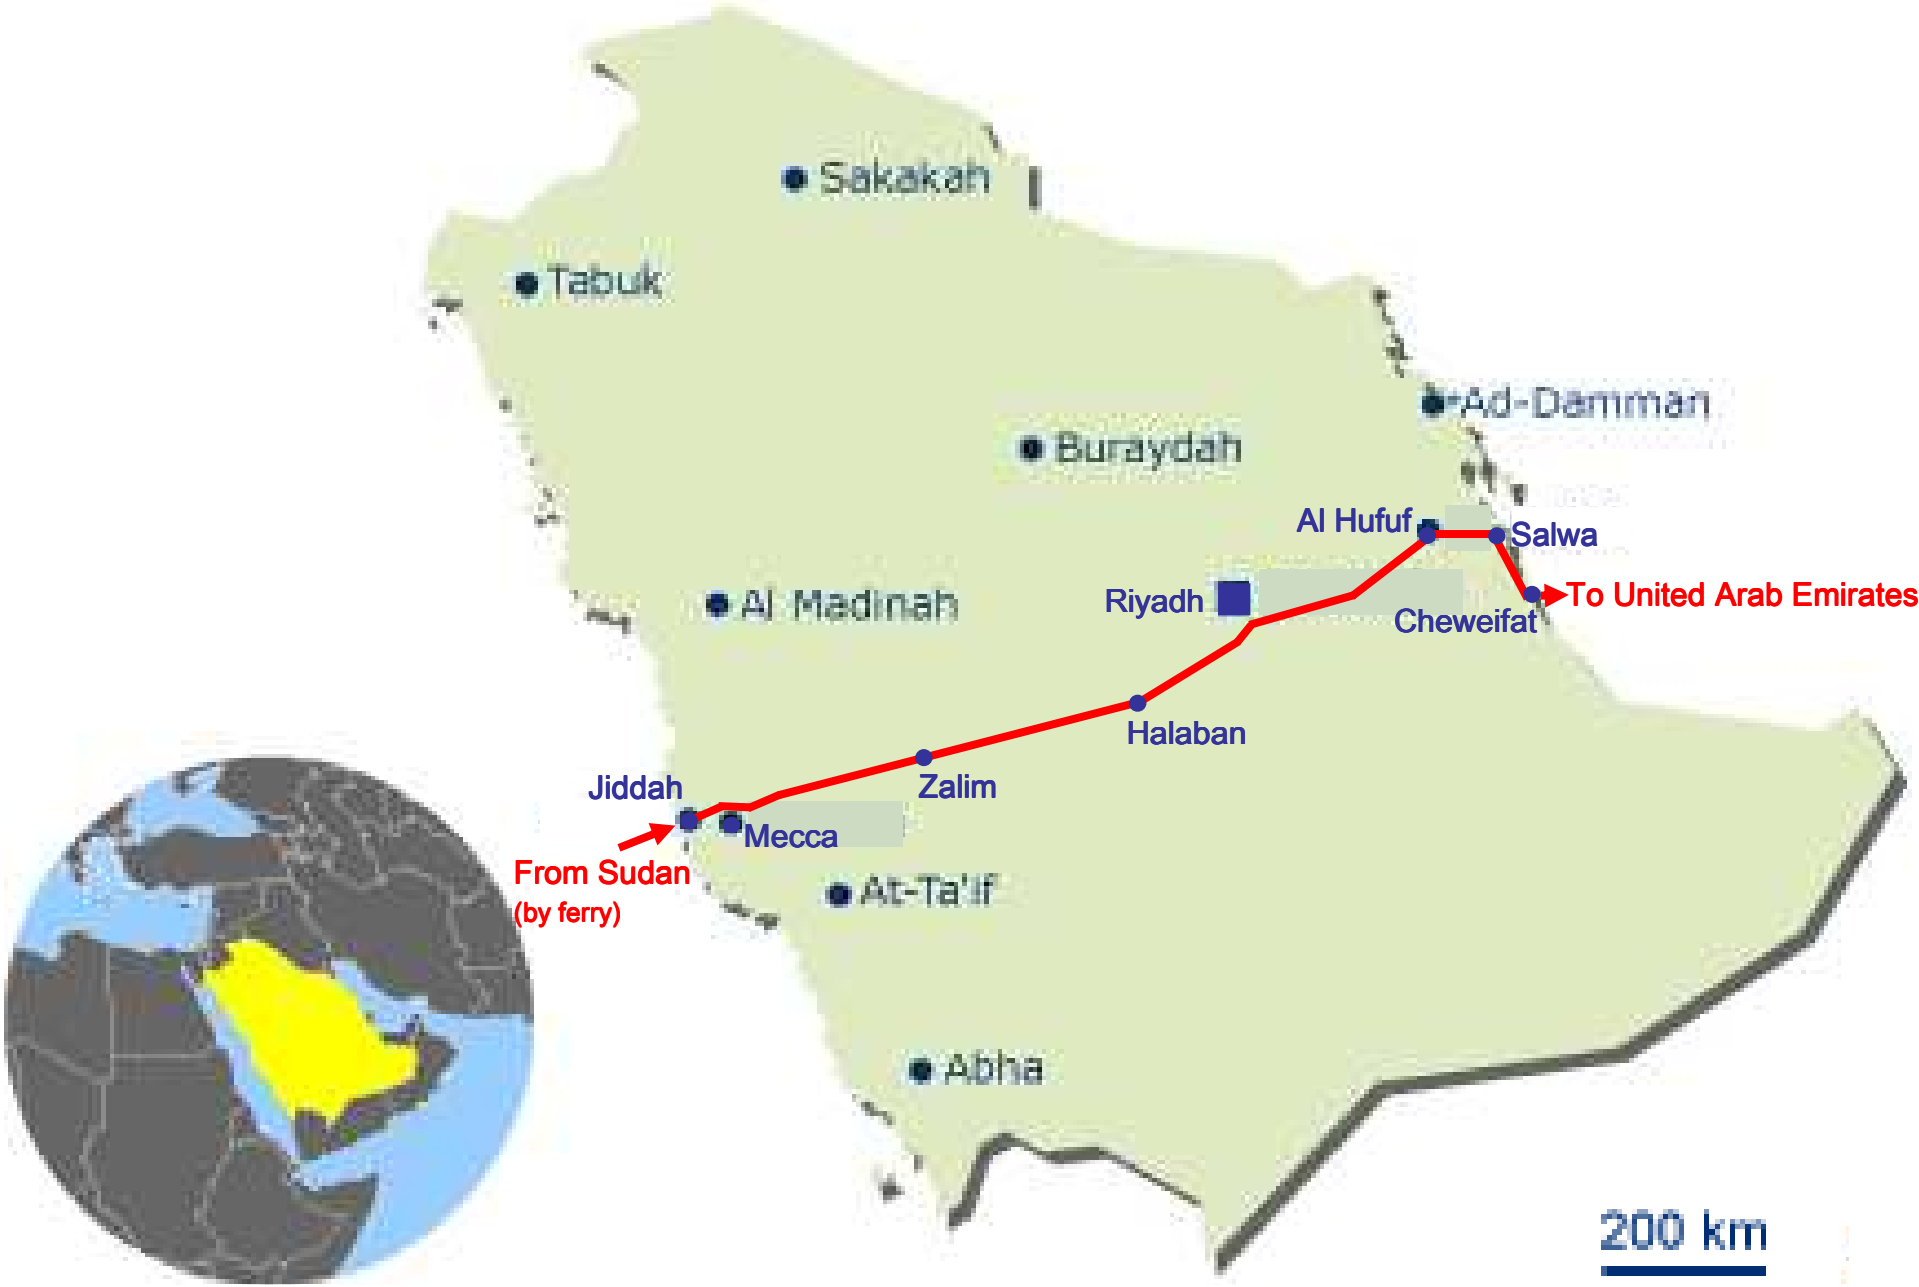 Sakakah
Tabuk
Ad-Damman
Buraydah
Al Hufuf
Salwa
Riyadh
Al Madinah
To United Arab Emirates
Cheweifat
Halaban
Jiddah
Zalim
Mecca
From Sudan
(by ferry)
At-Ta'if
Abha
200 km